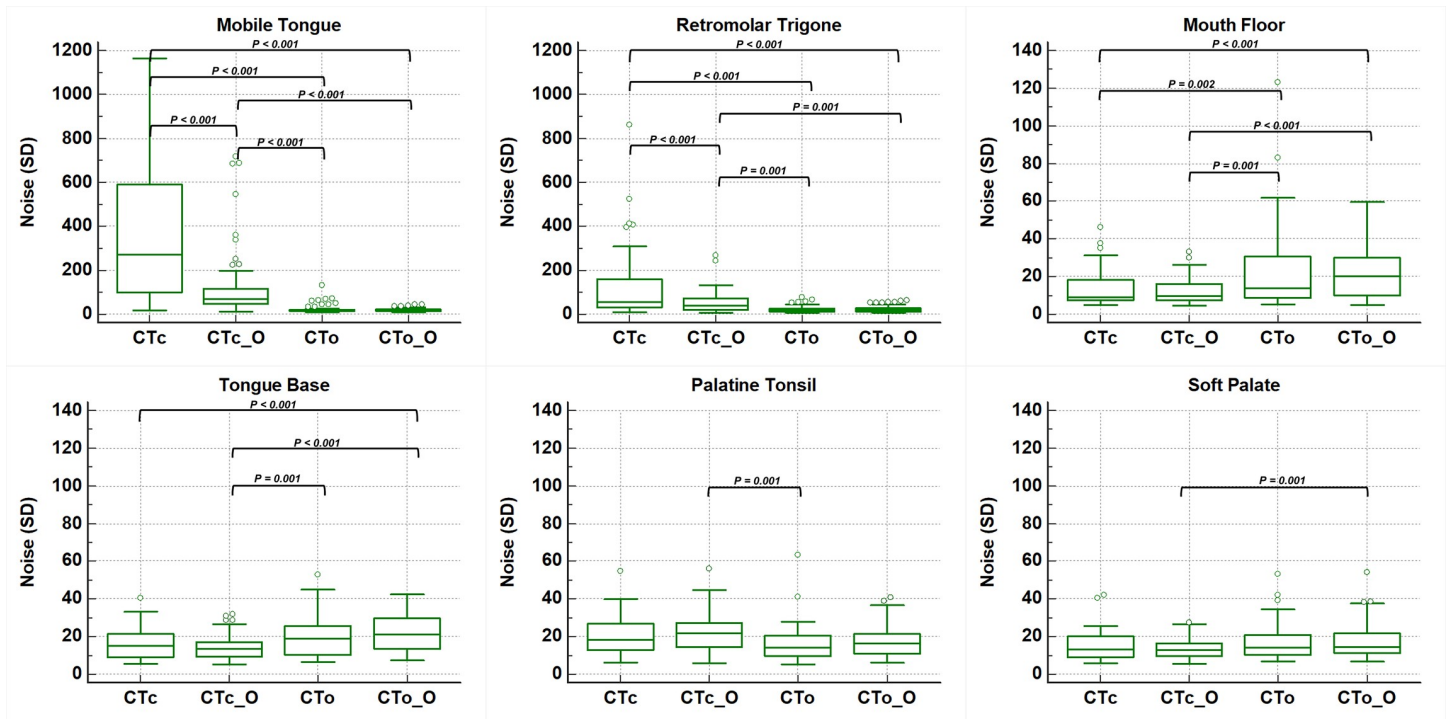 Mobile Tongue
Noise (SD)
1200
1000
800
600
400
200
0
P < 0.001
P < 0.001
P < 0.001
P < 0.001
P < 0.001
CTc CTc_O CTo CTo_O
Retromolar Trigone
Noise (SD)
1200
1000
800
600
400
200
0
P < 0.001
P < 0.001
P = 0.001
P < 0.001
P = 0.001
CTc CTc_O CTo CTo_O
Mouth Floor
Noise (SD)
140
120
100
80
60
40
20
0
P < 0.001
P = 0.002
P < 0.001
P = 0.001
CTc CTc_O CTo CTo_O
Tongue Base
Noise (SD)
140
120
100
80
60
40
20
0
P < 0.001
P < 0.001
P = 0.001
CTc CTc_O CTo CTo_O
Palatine Tonsil
Noise (SD)
140
120
100
80
60
40
20
0
P = 0.001
CTc CTc_O CTo CTo_O
Soft Palate
Noise (SD)
140
120
100
80
60
40
20
0
P = 0.001
CTc CTc_O CTo CTo_O